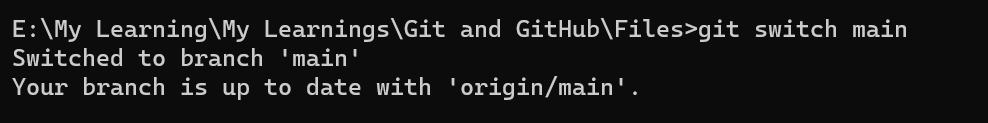 E:\My Learning\My Learnings\Git and GitHub\Files>git switch main
Switched to branch 'main'
Your branch is up to date with 'origin/main'.